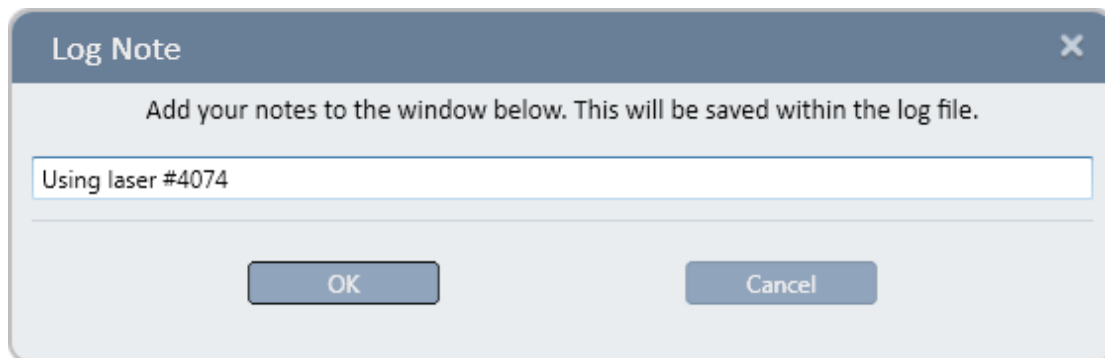 Log Note
Add your notes to the window below. This will be saved within the log file.
Using laser #4074
OK
Cancel